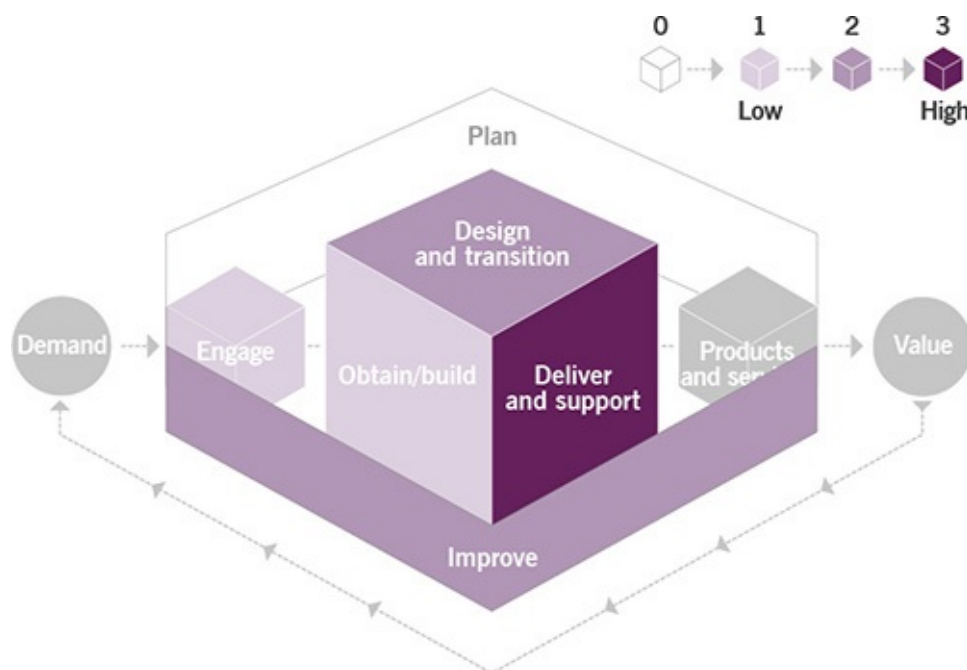 0 1 2 3
Low High
Plan
Design
and transition
Demand
Engage
Obtain/build
Deliver
and support
Products
and
Value
Improve